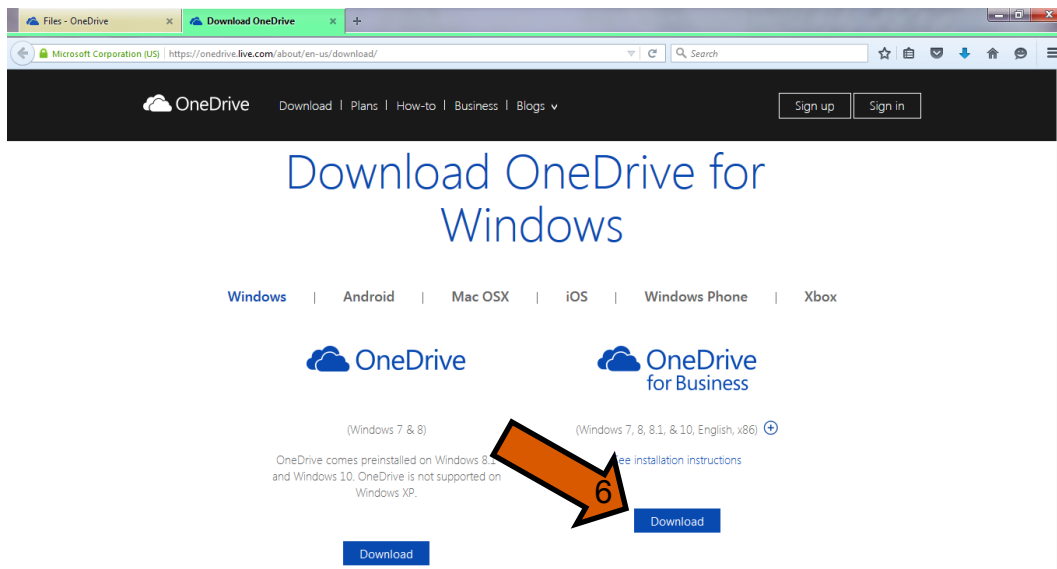 Files - OneDrive × Download OneDrive × +
Microsoft Corporation (US) https://onedrive.live.com/about/en-us/download/ Search
OneDrive Download | Plans | How-to | Business | Blogs Sign up Sign in
Download OneDrive for
Windows
Windows | Android | Mac OSX | iOS | Windows Phone | Xbox
OneDrive
OneDrive
for Business
(Windows 7 & 8)
(Windows 7, 8, 8.1, & 10, English, x86)
OneDrive comes preinstalled on Windows 8.1
and Windows 10. OneDrive is not supported on
Windows XP.
ee installation instructions
6
Download
Download